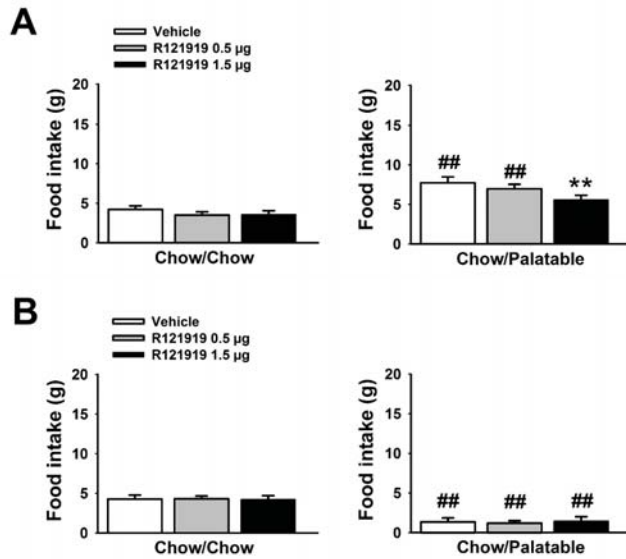 A
Vehicle
R121919 0.5 µg
R121919 1.5 µg
Food intake (g)
20
15
10
5
0
Chow/Chow
Food intake (g)
20
15
10
5
0
##
##
**
Chow/Palatable
B
Vehicle
R121919 0.5 µg
R121919 1.5 µg
Food intake (g)
20
15
10
5
0
Chow/Chow
Food intake (g)
20
15
10
5
0
##
##
##
Chow/Palatable